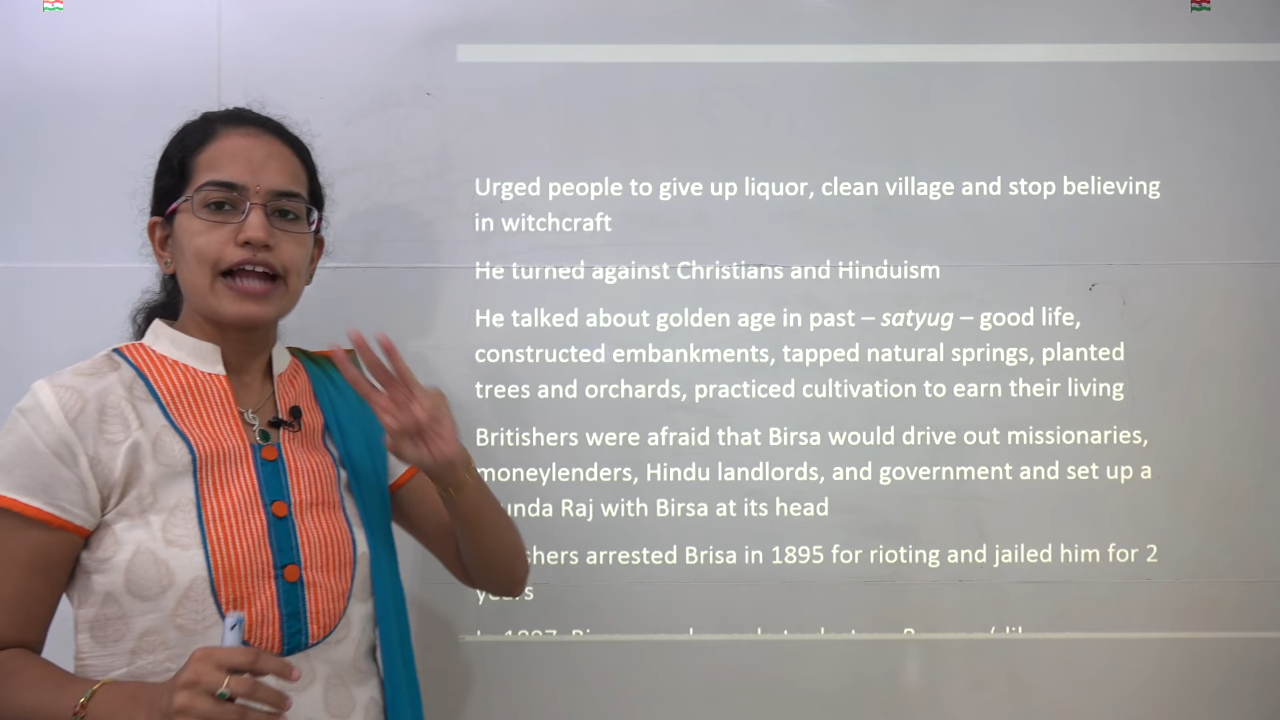 Urged people to give up liquor, clean village and stop believing
in witchcraft
He turned against Christians and Hinduism
He talked about golden age in past – satyug – good life,
constructed embankments, tapped natural springs, planted
trees and orchards, practiced cultivation to earn their living
Britishers were afraid that Birsa would drive out missionaries,
moneylenders, Hindu landlords, and government and set up a
unda Raj with Birsa at its head
shers arrested Brisa in 1895 for rioting and jailed him for 2
years